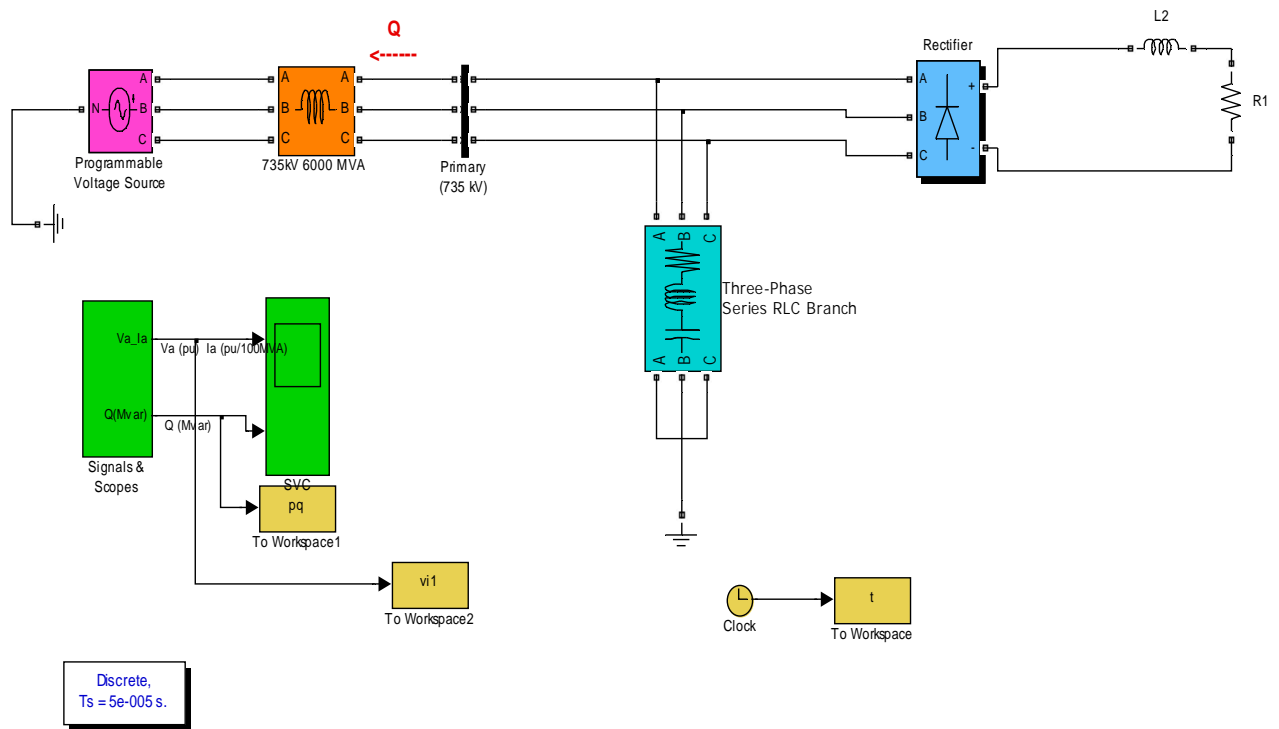 Q
<------
L2
Rectifier
A
B
C
N
Programmable
Voltage Source
A
B
C
A
B
C
735kV 6000 MVA
Primary
(735 kV)
A
B
C
+
-
R1
A
B
C
A
B
C
Three-Phase
Series RLC Branch
Va_Ia
Va (pu) Ia (pu/100MVA)
Q(Mvar)
Q (Mvar)
Signals &
Scopes
SVC
pq
To Workspace1
vi1
To Workspace2
Clock
t
To Workspace
Discrete,
Ts = 5e-005 s.